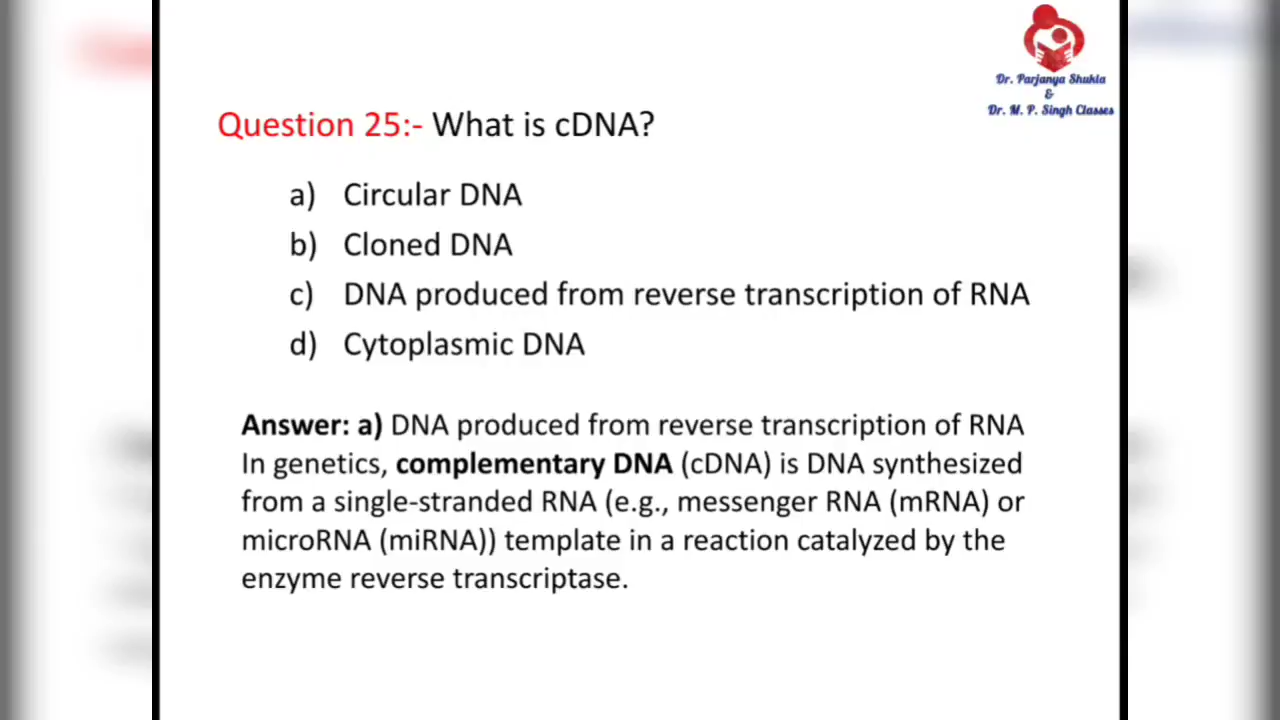 Dr. Parjanya Shukla
&
Dr. M. P. Singh Classes
Question 25:- What is cDNA?
a) Circular DNA
b) Cloned DNA
c) DNA produced from reverse transcription of RNA
d) Cytoplasmic DNA
Answer: a) DNA produced from reverse transcription of RNA
In genetics, complementary DNA (cDNA) is DNA synthesized
from a single-stranded RNA (e.g., messenger RNA (mRNA) or
microRNA (miRNA)) template in a reaction catalyzed by the
enzyme reverse transcriptase.